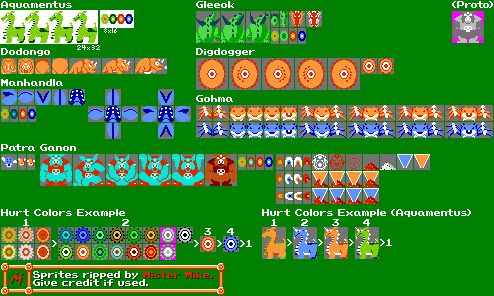 Aquamentus
Gleeok
(Proto)
8x16
24x32
Dodongo
Digdogger
Manhandla
Gohma
Patra Ganon
Hurt Colors Example
Hurt Colors Example (Aquamentus)
1 2 3 4
1 2 3 4
> > > >1
> > > >1
Sprites ripped by Mister Mike.
Give credit if used.